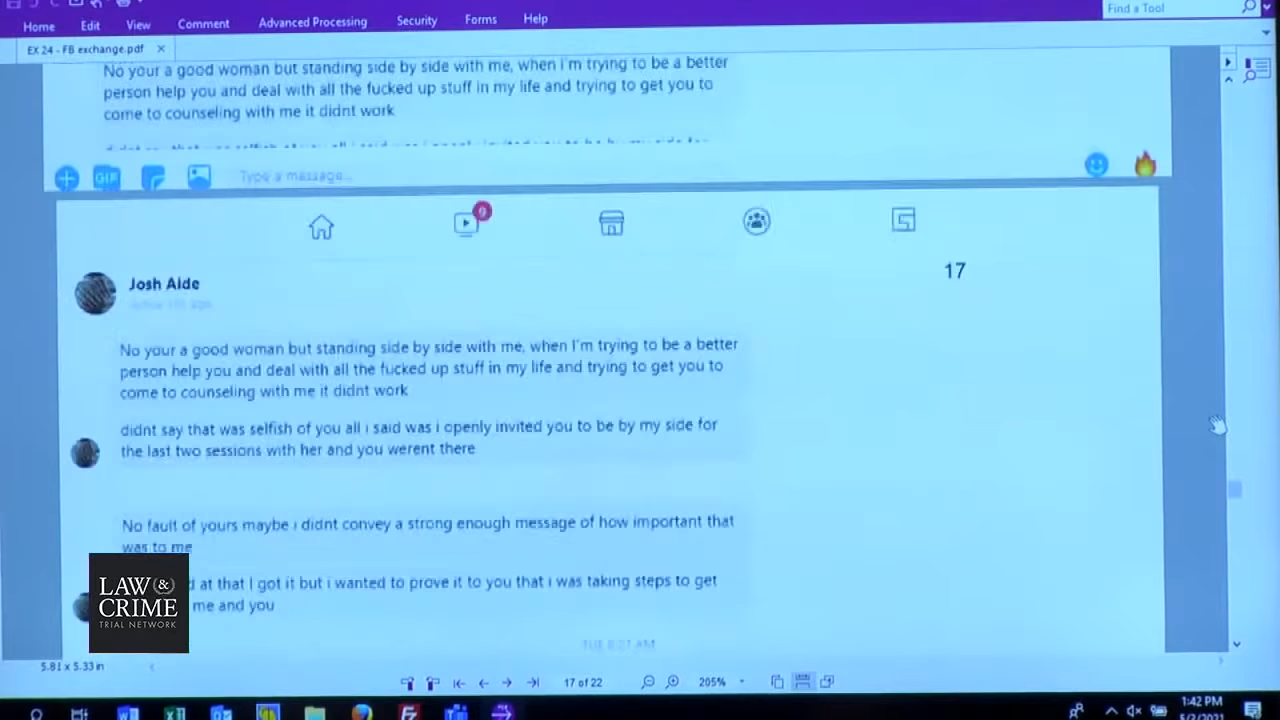 Home Edit View Comment Advanced Processing Security Forms Help
Find a Tool
EX 24 - FB exchange.pdf
No your a good woman but standing side by side with me, when I'm trying to be a better
person help you and deal with all the fucked up stuff in my life and trying to get you to
come to counseling with me it didnt work
GIF Type a message...
17
Josh Aide
No your a good woman but standing side by side with me, when I'm trying to be a better
person help you and deal with all the fucked up stuff in my life and trying to get you to
come to counseling with me it didnt work
didnt say that was selfish of you all i said was i openly invited you to be by my side for
the last two sessions with her and you werent there
No fault of yours maybe i didnt convey a strong enough message of how important that
was to me
at that I got it but i wanted to prove it to you that i was taking steps to get
me and you
LAW &
CRIME
TRIAL NETWORK
5.81 x 5.33 in
17 of 22
205%
1:42 PM